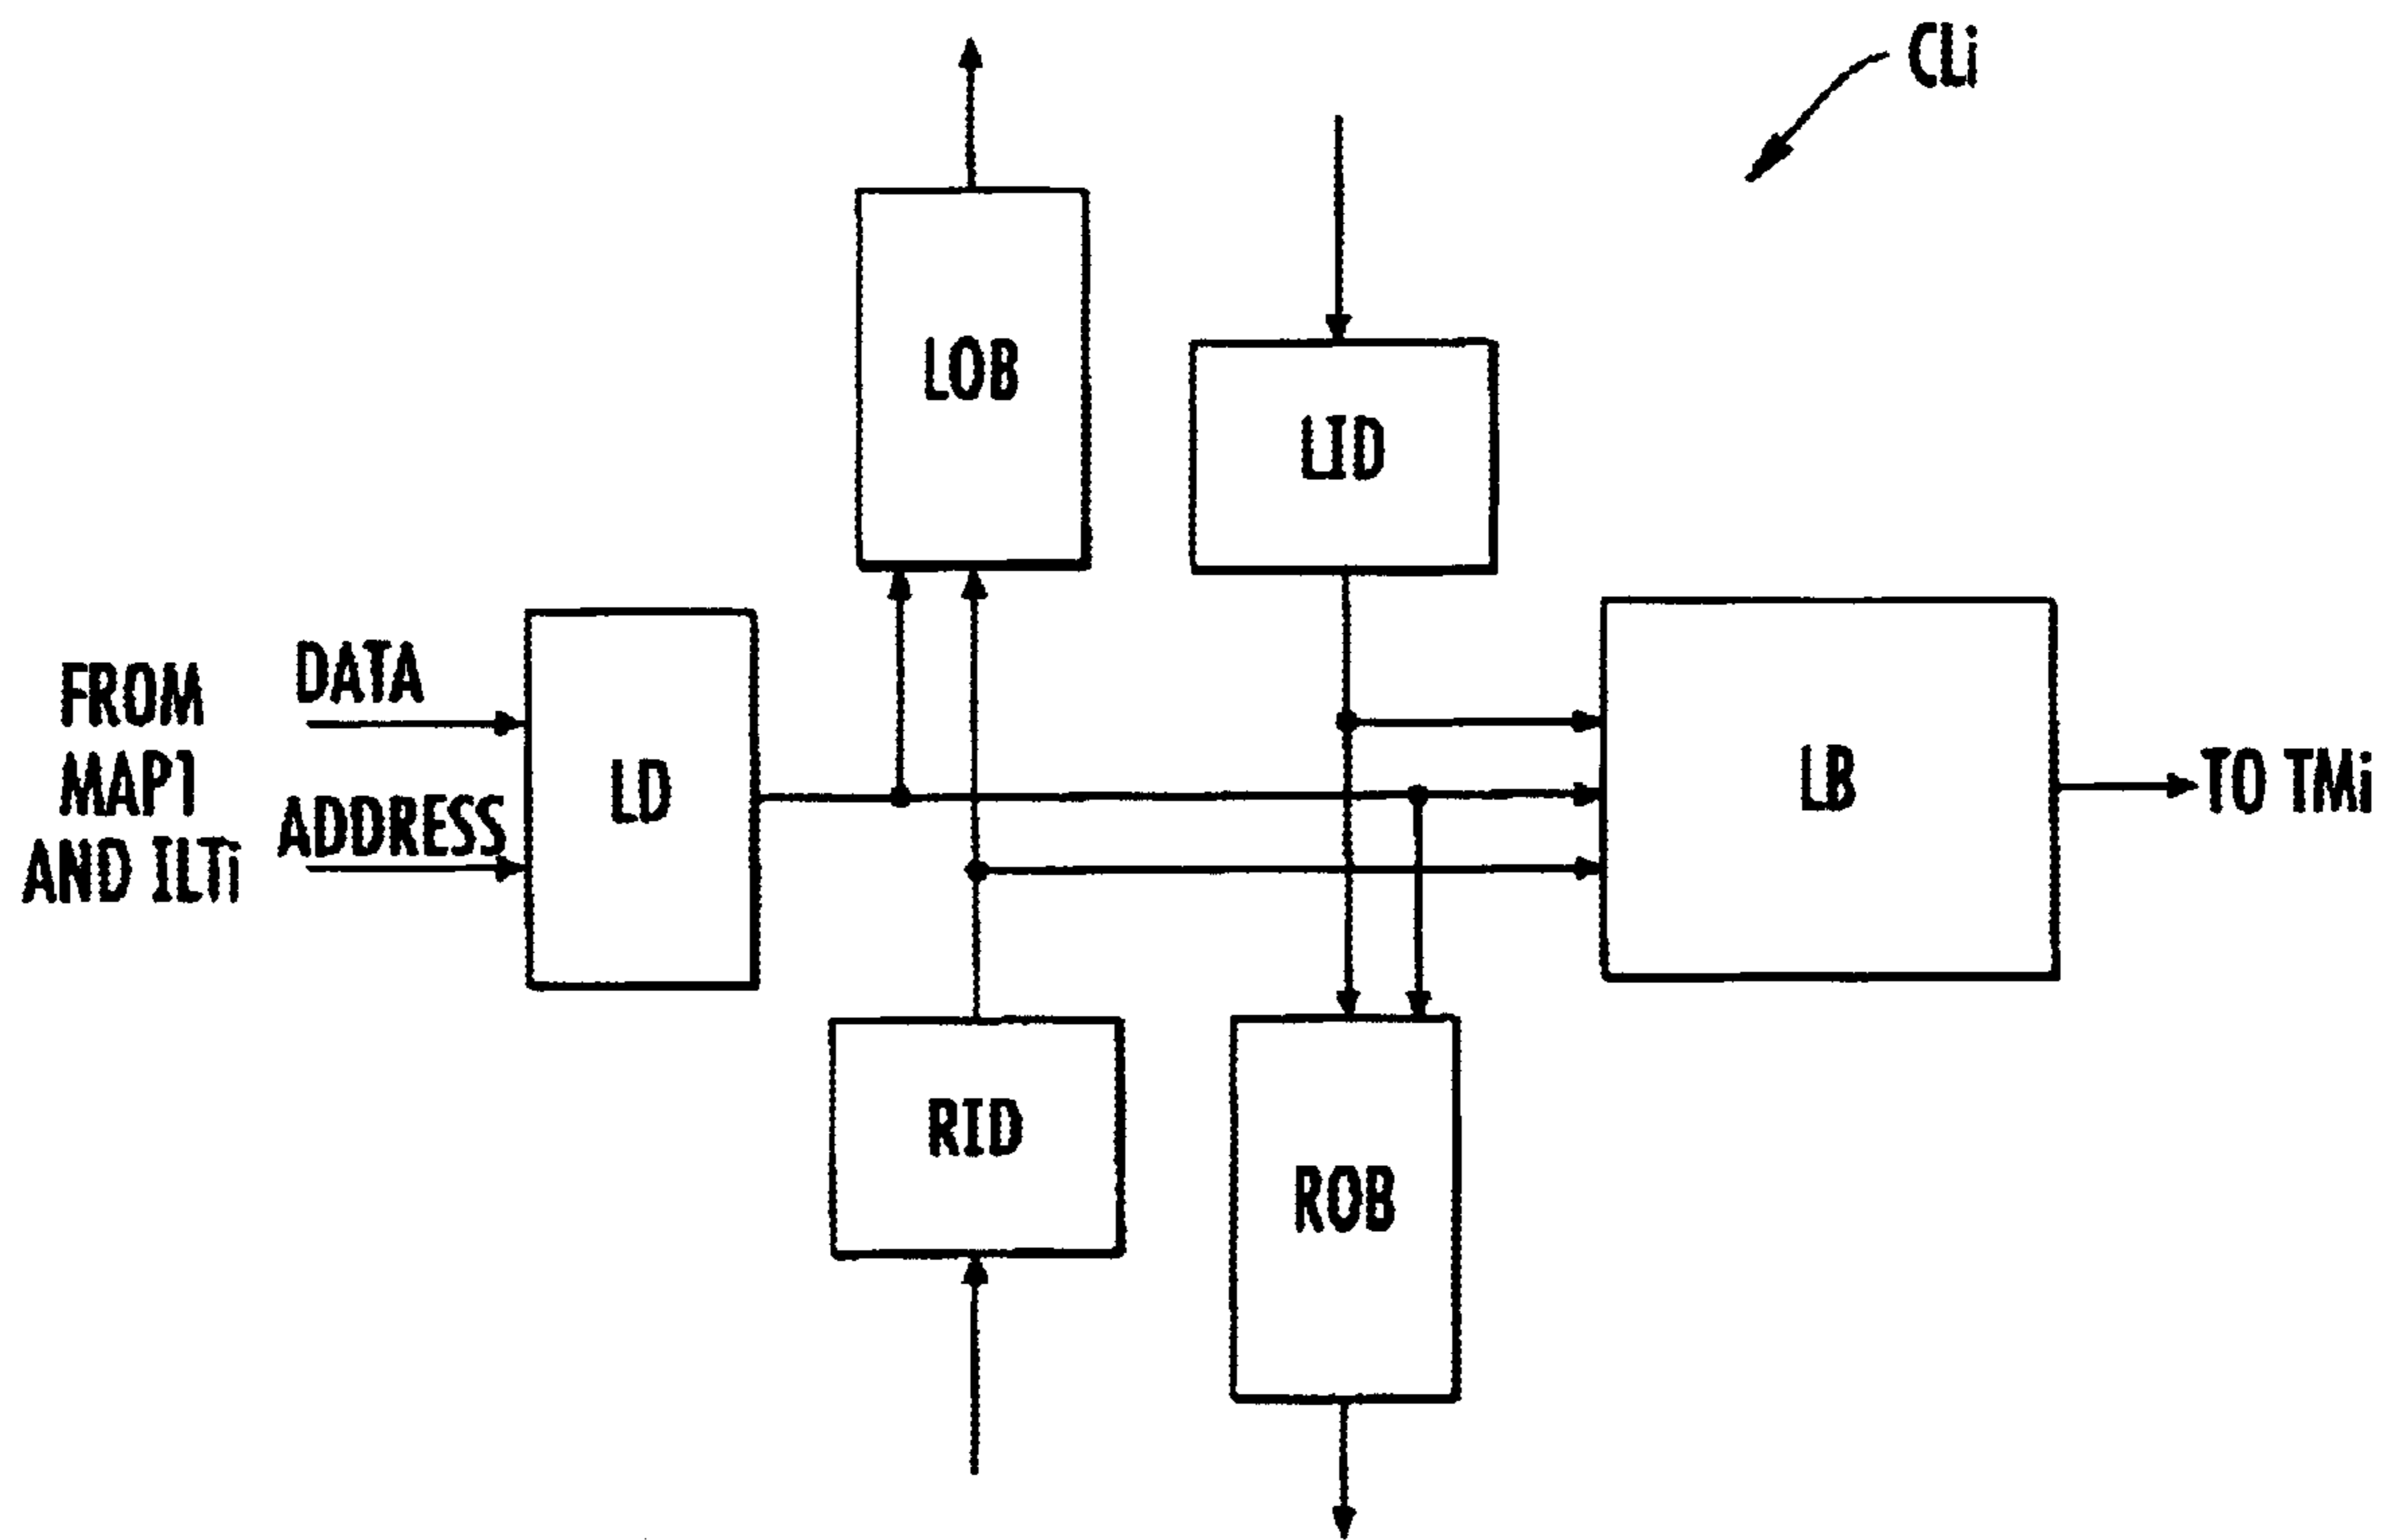 CLi
LOB
LID
DATA
FROM
MAP1
AND ILTi
ADDRESS
LD
LB
TO TMi
RID
ROB